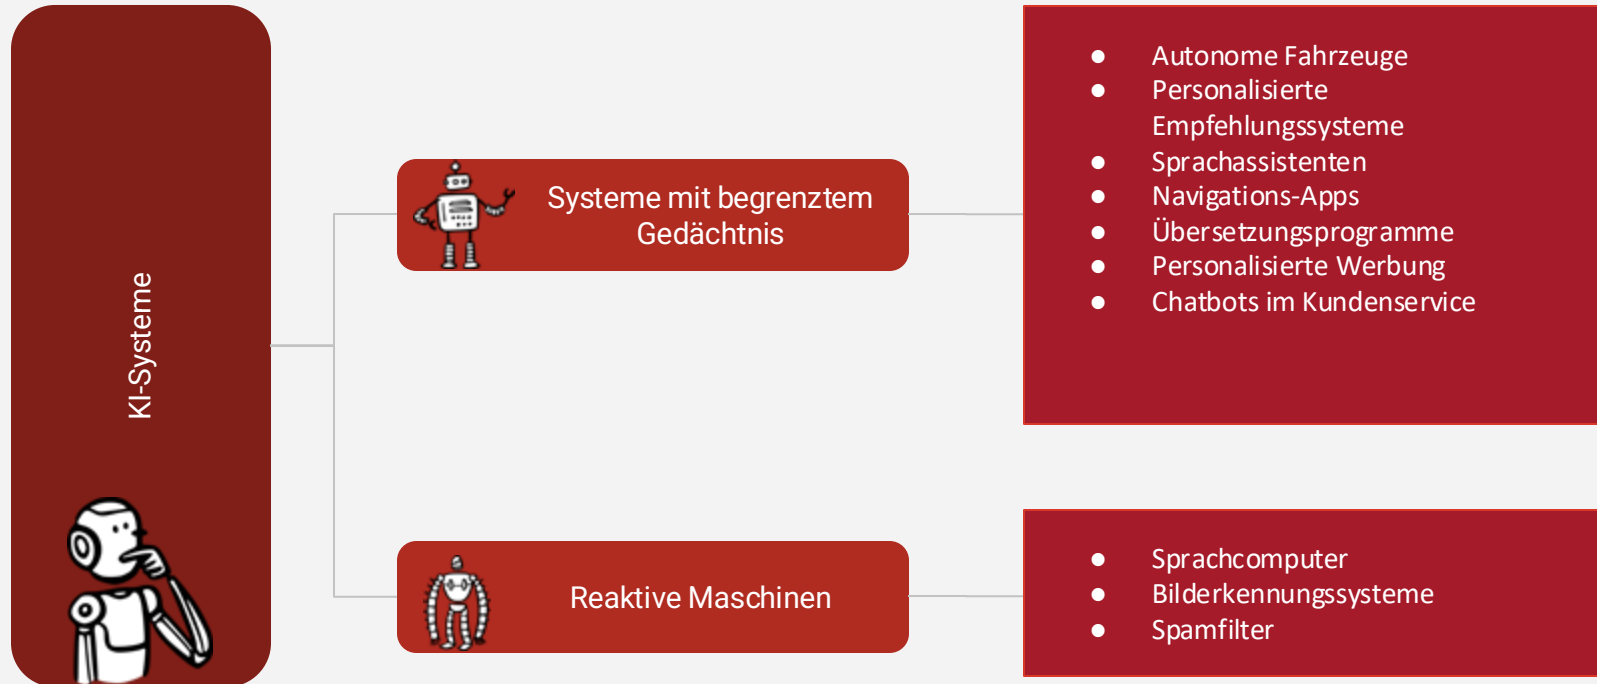 KI-Systeme
Systeme mit begrenztem
Gedächtnis
● Autonome Fahrzeuge
● Personalisierte
Empfehlungssysteme
● Sprachassistenten
● Navigations-Apps
● Übersetzungsprogramme
● Personalisierte Werbung
● Chatbots im Kundenservice
Reaktive Maschinen
● Sprachcomputer
● Bilderkennungssysteme
● Spamfilter